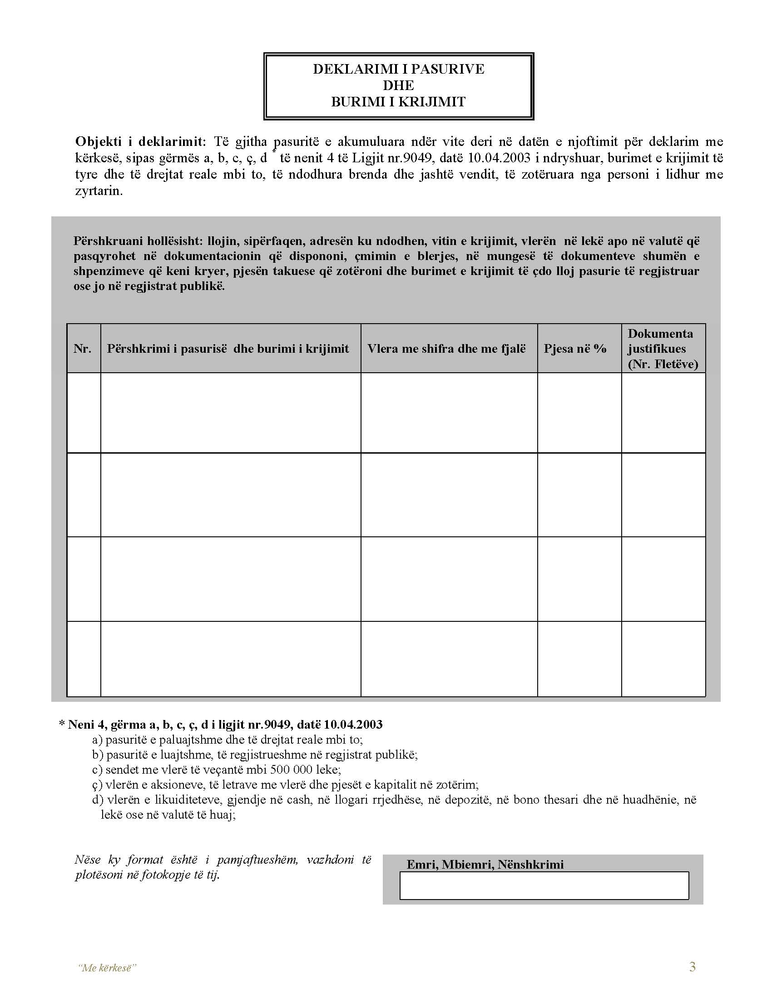 DEKLARIMI I PASURIVE
DHE
BURIMI I KRIJIMIT
Objekti i deklarimit: Të gjitha pasuritë e akumuluara ndër vite deri në datën e njoftimit për deklarim me
kërkesë, sipas gërmës a, b, c, ç, d * të nenit 4 të Ligjit nr.9049, datë 10.04.2003 i ndryshuar, burimet e krijimit të
tyre dhe të drejtat reale mbi to, të ndodhura brenda dhe jashtë vendit, të zotëruara nga personi i lidhur me
zyrtarin.
Përshkruani hollësisht: llojin, sipërfaqen, adresën ku ndodhen, vitin e krijimit, vlerën në lekë apo në valutë që
pasqyrohet në dokumentacionin që dispononi, çmimin e blerjes, në mungesë të dokumenteve shumën e
shpenzimeve që keni kryer, pjesën takuese që zotëroni dhe burimet e krijimit të çdo lloj pasurie të regjistruar
ose jo në regjistrat publikë.
Nr.
Përshkrimi i pasurisë dhe burimi i krijimit
Vlera me shifra dhe me fjalë
Pjesa në %
Dokumenta
justifikues
(Nr. Fletëve)
* Neni 4, gërma a, b, c, ç, d i ligjit nr.9049, datë 10.04.2003
a) pasuritë e paluajtshme dhe të drejtat reale mbi to;
b) pasuritë e luajtshme, të regjistrueshme në regjistrat publikë;
c) sendet me vlerë të veçantë mbi 500 000 leke;
ç) vlerën e aksioneve, të letrave me vlerë dhe pjesët e kapitalit në zotërim;
d) vlerën e likuiditeteve, gjendje në cash, në llogari rrjedhëse, në depozitë, në bono thesari dhe në huadhënie, në
lekë ose në valutë të huaj;
Nëse ky format është i pamjaftueshëm, vazhdoni të
plotësoni në fotokopje të tij.
Emri, Mbiemri, Nënshkrimi
“Me kërkesë”
3